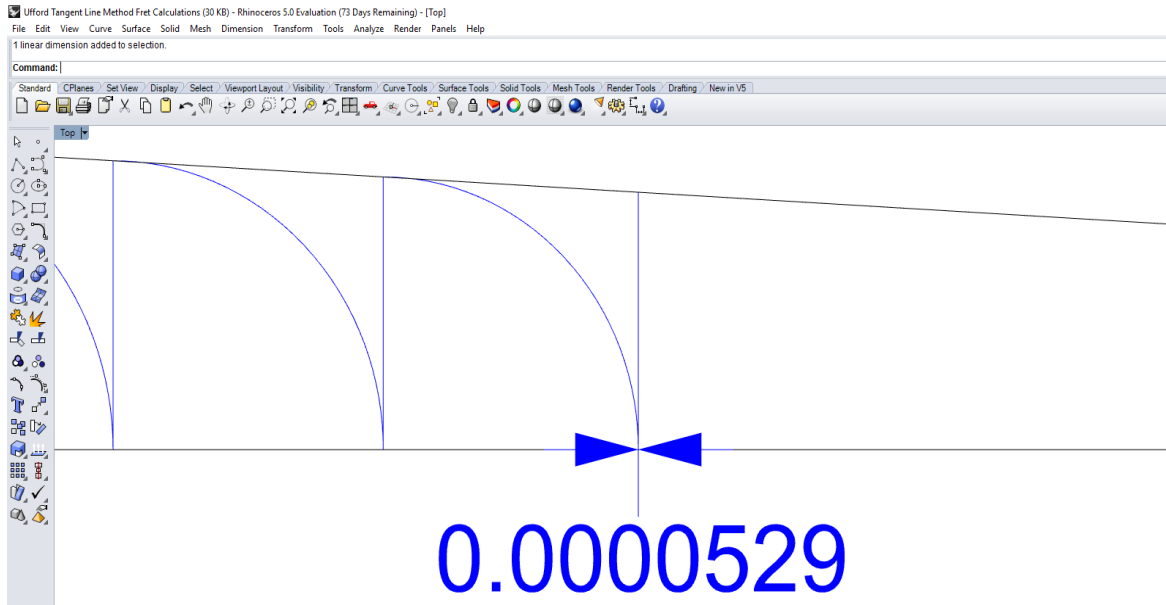 Ufford Tangent Line Method Fret Calculations (30 KB) - Rhinoceros 5.0 Evaluation (73 Days Remaining) - [Top]
File Edit View Curve Surface Solid Mesh Dimension Transform Tools Analyze Render Panels Help
1 linear dimension added to selection.
Command:
Standard CPlanes Set View Display Select Viewport Layout Visibility Transform Curve Tools Surface Tools Solid Tools Mesh Tools Render Tools Drafting New in V5
Top
0.0000529